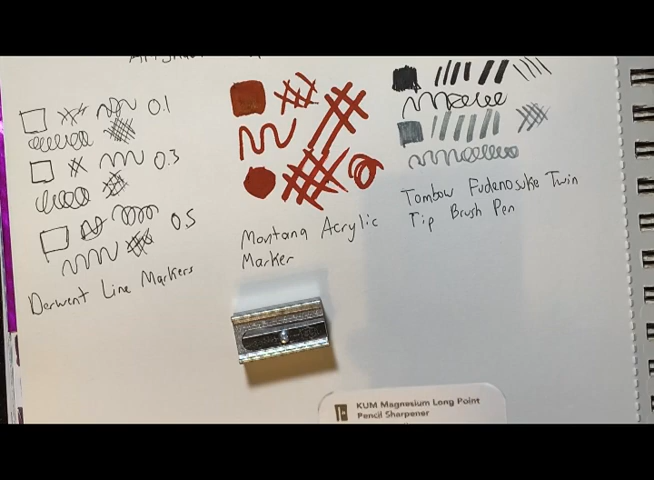 0.1
0.3
0.5
Derwent Line Markers
Montana Acrylic
Marker
Tombow Fudenosuke Twin
Tip Brush Pen
KUM Magnesium Long Point
Pencil Sharpener